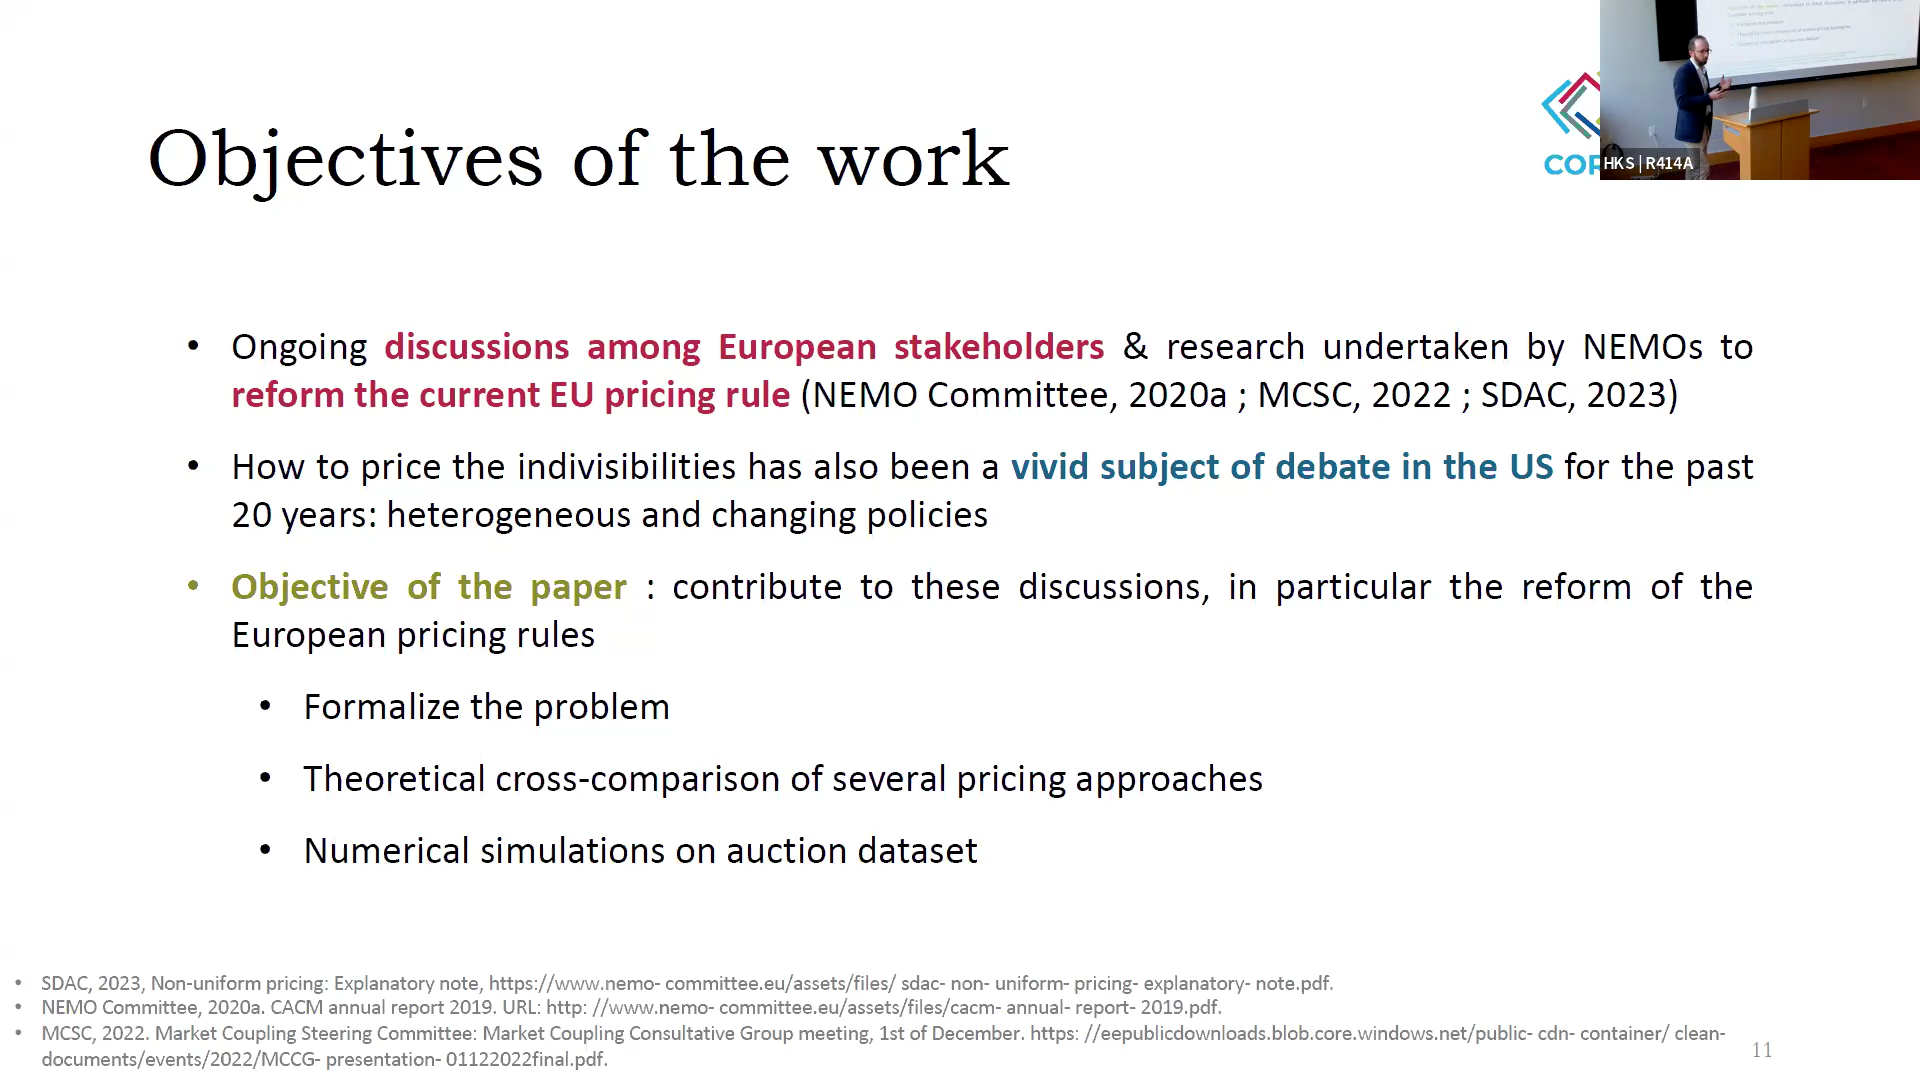 Objectives of the work
COR
HKS | R414A
• Ongoing discussions among European stakeholders & research undertaken by NEMOs to
reform the current EU pricing rule (NEMO Committee, 2020a ; MCSC, 2022 ; SDAC, 2023)
• How to price the indivisibilities has also been a vivid subject of debate in the US for the past
20 years: heterogeneous and changing policies
• Objective of the paper : contribute to these discussions, in particular the reform of the
European pricing rules
• Formalize the problem
• Theoretical cross-comparison of several pricing approaches
• Numerical simulations on auction dataset
• SDAC, 2023, Non-uniform pricing: Explanatory note, https://www.nemo- committee.eu/assets/files/ sdac- non- uniform- pricing- explanatory- note.pdf.
• NEMO Committee, 2020a. CACM annual report 2019. URL: http: //www.nemo- committee.eu/assets/files/cacm- annual- report- 2019.pdf.
• MCSC, 2022. Market Coupling Steering Committee: Market Coupling Consultative Group meeting, 1st of December. https: //eepublicdownloads.blob.core.windows.net/public- cdn- container/ clean-
documents/events/2022/MCCG- presentation- 01122022final.pdf.
11